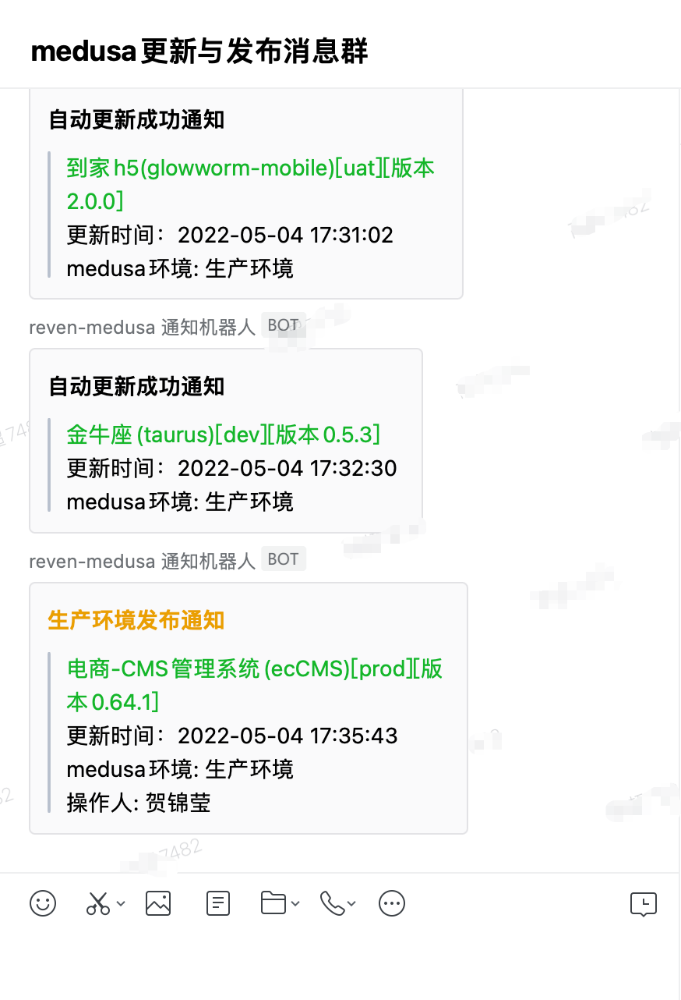 medusa更新与发布消息群
自动更新成功通知
到家h5(glowworm-mobile)[uat][版本
2.0.0]
更新时间：2022-05-04 17:31:02
medusa环境: 生产环境
reven-medusa 通知机器人 BOT
自动更新成功通知
金牛座(taurus)[dev][版本0.5.3]
更新时间：2022-05-04 17:32:30
medusa环境: 生产环境
reven-medusa 通知机器人 BOT
生产环境发布通知
电商-CMS管理系统(ecCMS)[prod][版
本0.64.1]
更新时间：2022-05-04 17:35:43
medusa环境: 生产环境
操作人: 贺锦莹
7482